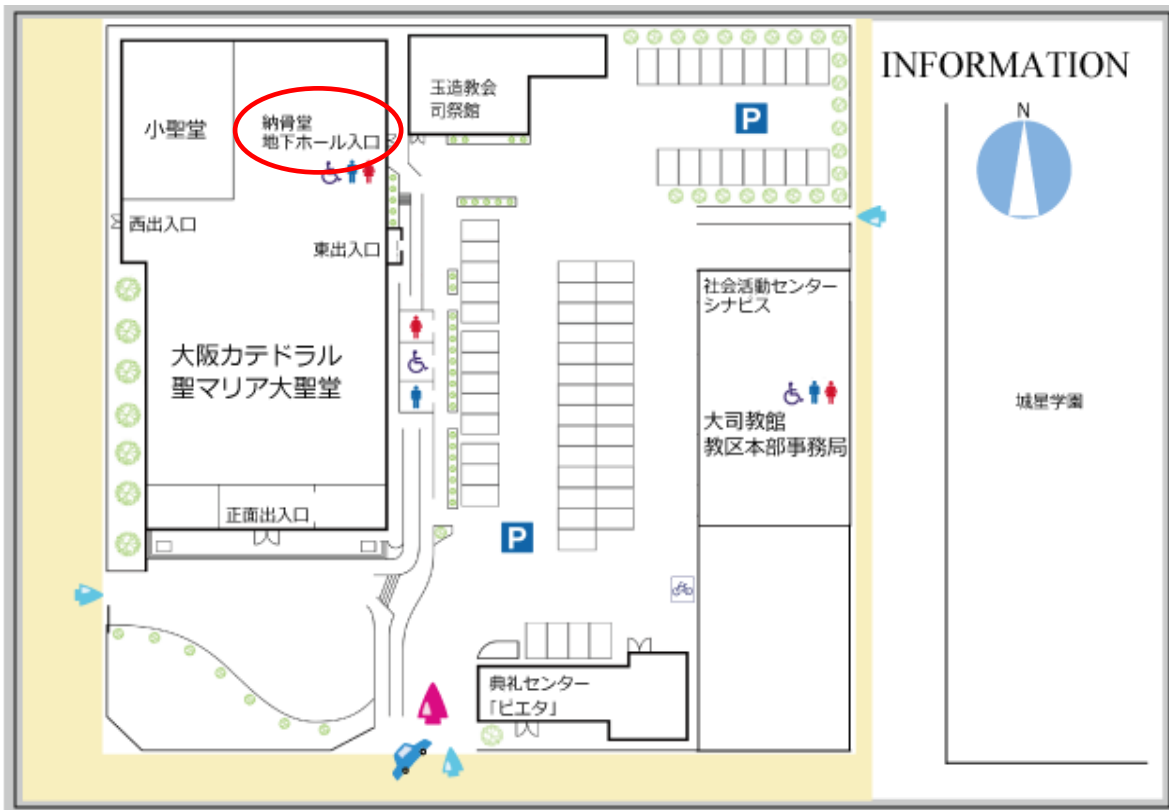 INFORMATION
N
小聖堂
納骨堂
地下ホール入口
玉造教会
司祭館
P
西出入口
東出入口
社会活動センター
シナピス
大阪カテドラル
聖マリア大聖堂
大司教館
教区本部事務局
城星学園
正面出入口
P
典礼センター
「ピエタ」